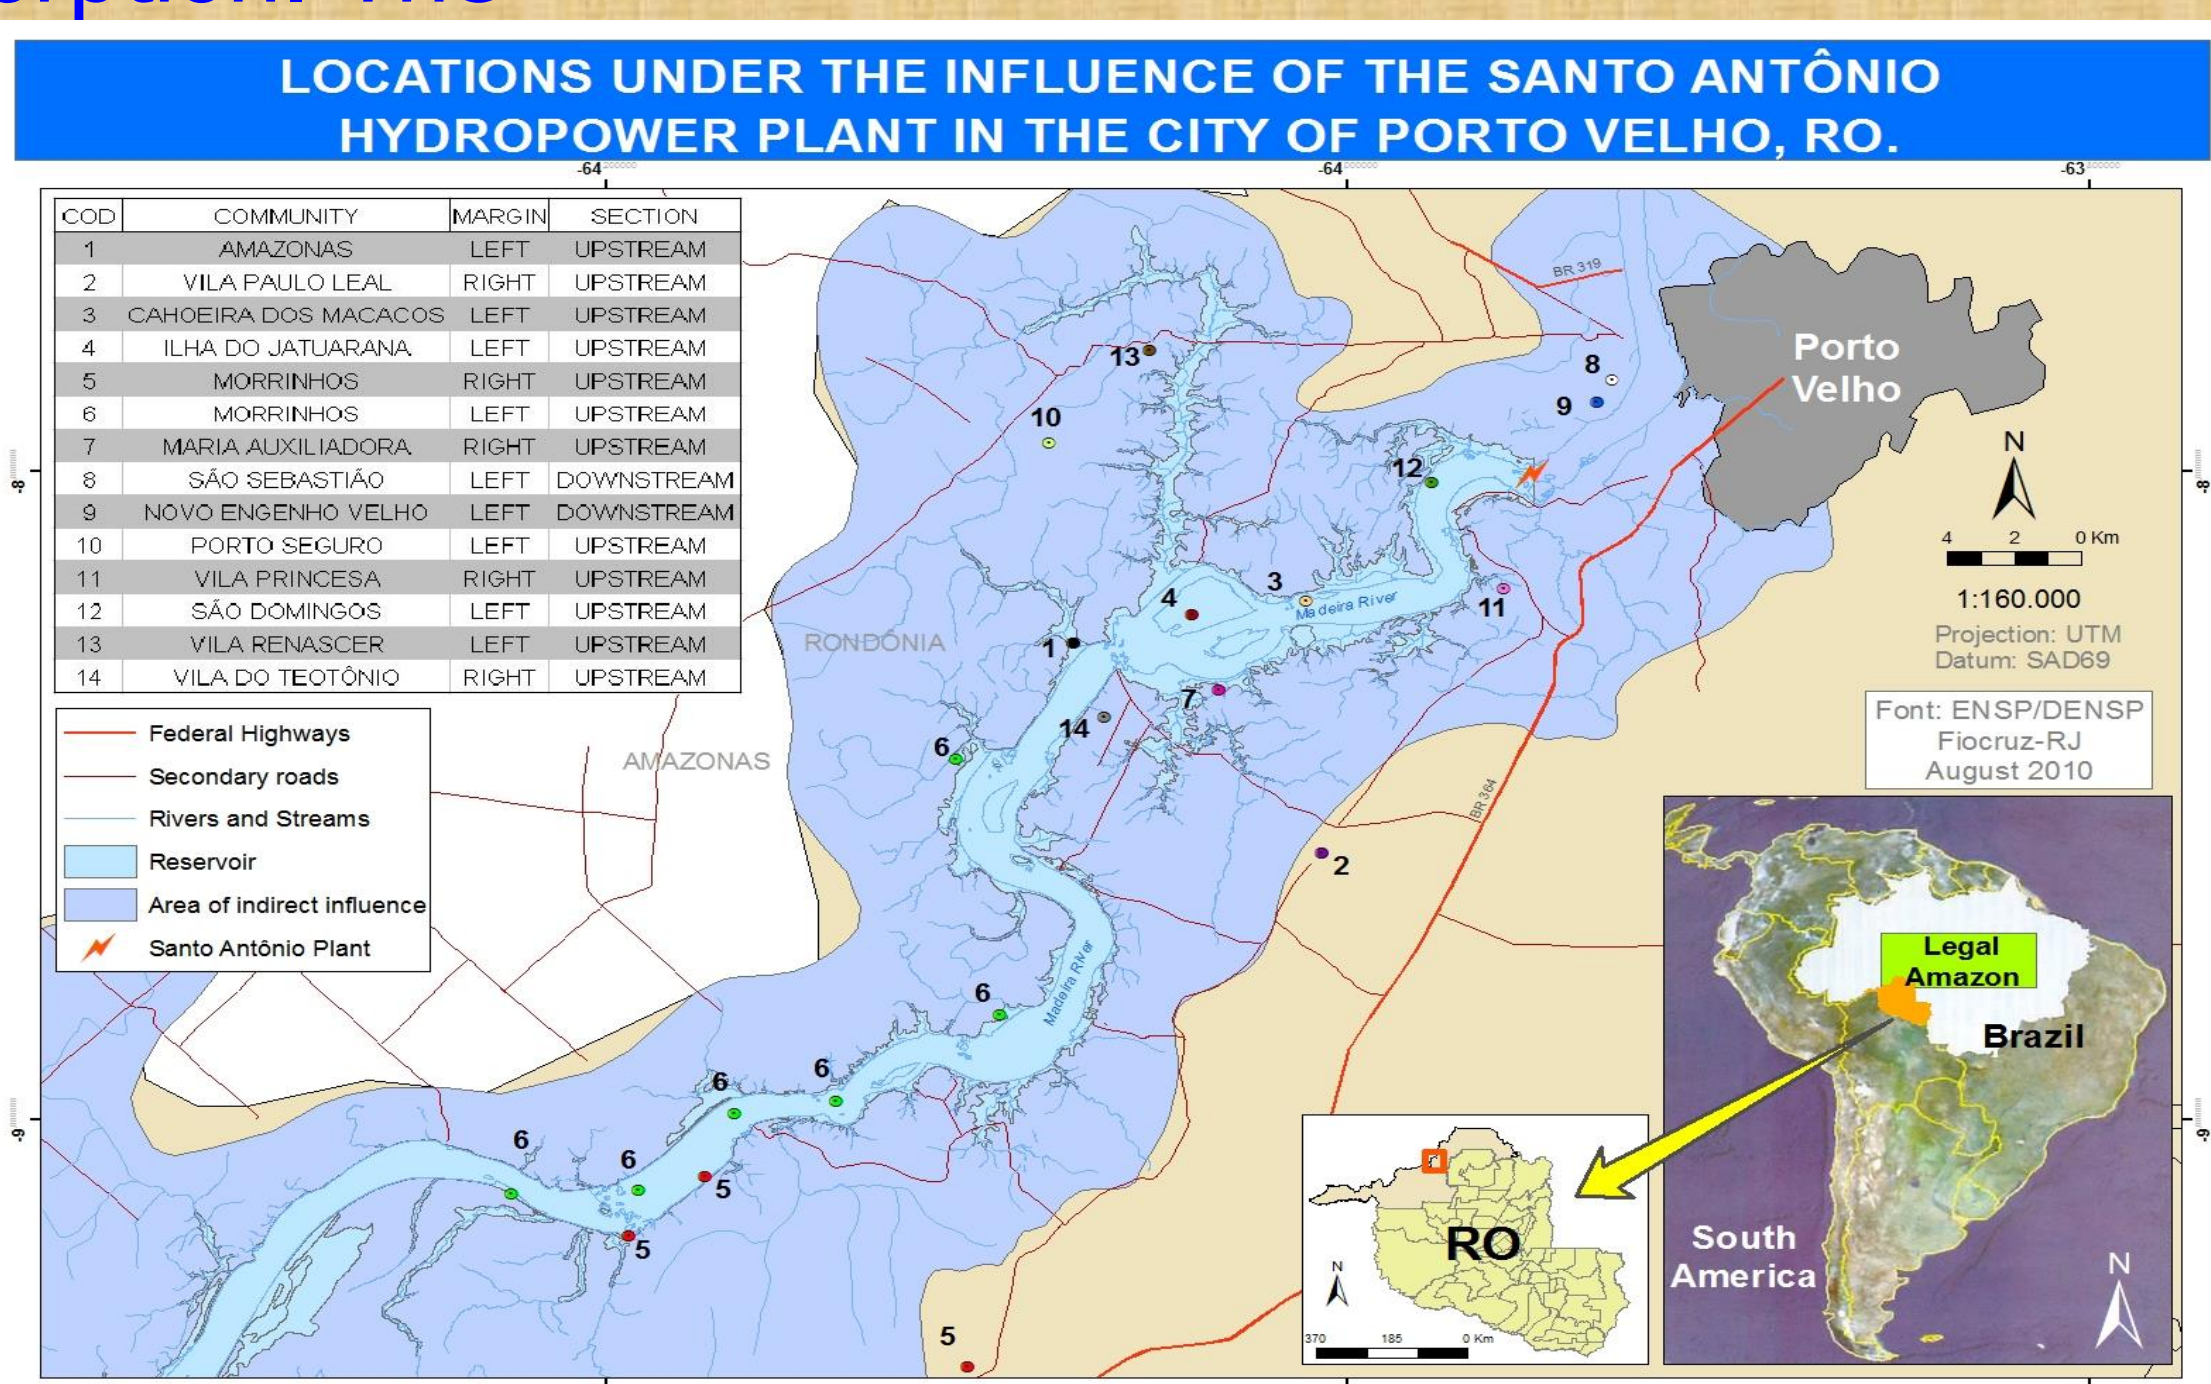 LOCATIONS UNDER THE INFLUENCE OF THE SANTO ANTÔNIO
HYDROPOWER PLANT IN THE CITY OF PORTO VELHO, RO.
-64
-64
-63
COD COMMUNITY MARGIN SECTION
1 AMAZONAS LEFT UPSTREAM
2 VILA PAULO LEAL RIGHT UPSTREAM
3 CAHOEIRA DOS MACACOS LEFT UPSTREAM
4 ILHA DO JATUARANA LEFT UPSTREAM
5 MORRINHOS RIGHT UPSTREAM
6 MORRINHOS LEFT UPSTREAM
7 MARIA AUXILIADORA RIGHT UPSTREAM
8 SÃO SEBASTIÃO LEFT DOWNSTREAM
9 NOVO ENGENHO VELHO LEFT DOWNSTREAM
10 PORTO SEGURO LEFT UPSTREAM
11 VILA PRINCESA RIGHT UPSTREAM
12 SÃO DOMINGOS LEFT UPSTREAM
13 VILA RENASCER LEFT UPSTREAM
14 VILA DO TEOTÔNIO RIGHT UPSTREAM
Federal Highways
Secondary roads
Rivers and Streams
Reservoir
Area of indirect influence
Santo Antônio Plant
BR 319
Porto
Velho
13
8
9
10
12
-8
-8
N
4 2 0 Km
1:160.000
Projection: UTM
Datum: SAD69
Font: ENSP/DENSP
Fiocruz-RJ
August 2010
3
4
Madeira River
11
RONDÔNIA
1
7
14
6
AMAZONAS
BR 364
2
Madeira River
6
6
6
6
6
5
5
5
-9
-9
Legal
Amazon
Brazil
South
America
N
RO
N
370 185 0 Km